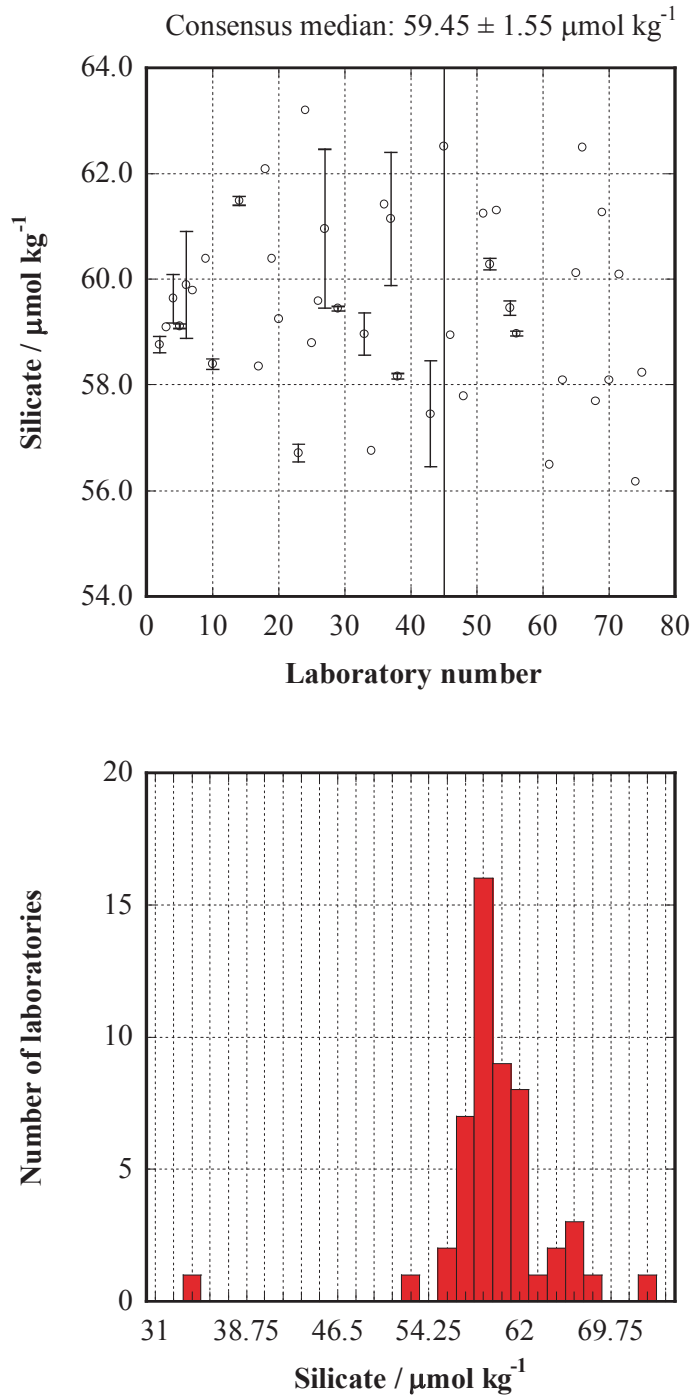 Consensus median: 59.45 ± 1.55 μmol kg⁻¹
64.0
62.0
60.0
58.0
56.0
54.0
Silicate / μmol kg⁻¹
0 10 20 30 40 50 60 70 80
Laboratory number
20
15
10
5
0
Number of laboratories
31 38.75 46.5 54.25 62 69.75
Silicate / μmol kg⁻¹